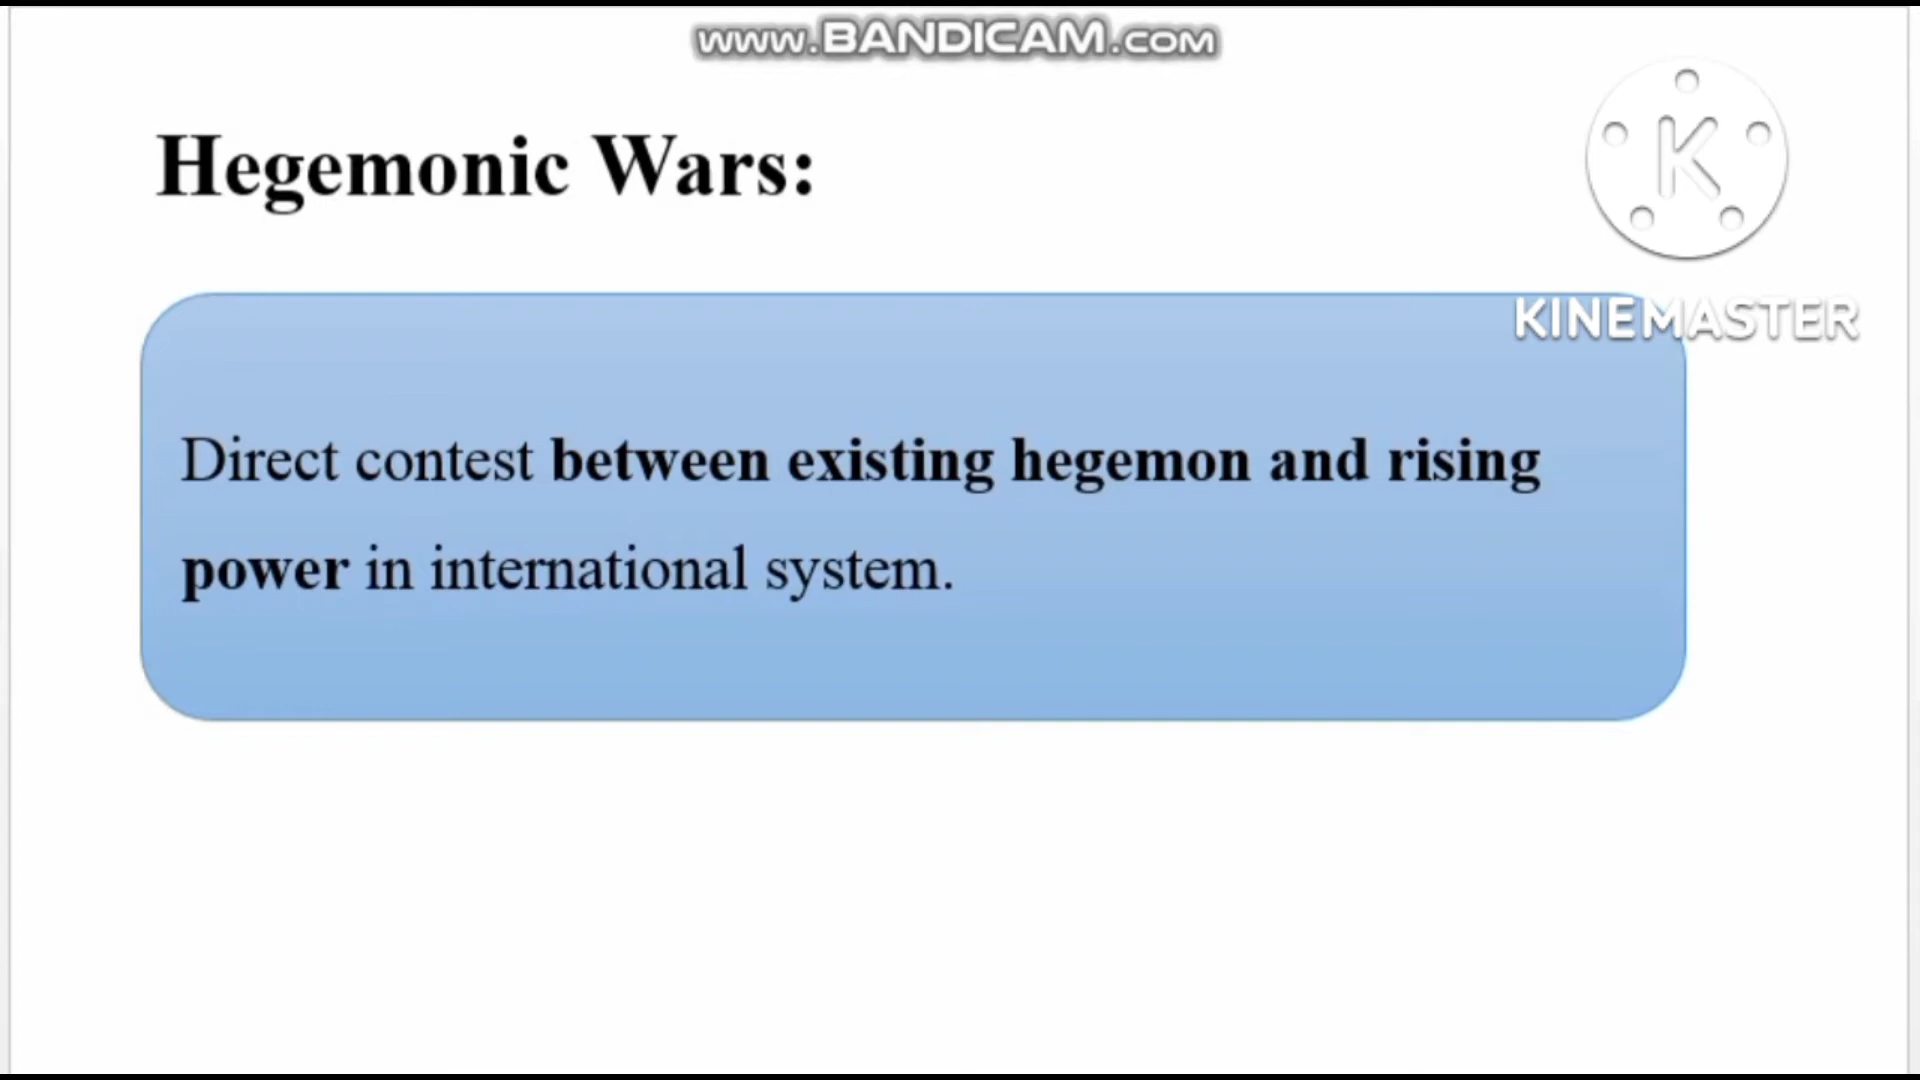 www.BANDICAM.com
Hegemonic Wars:
K
KINEMASTER
Direct contest between existing hegemon and rising
power in international system.